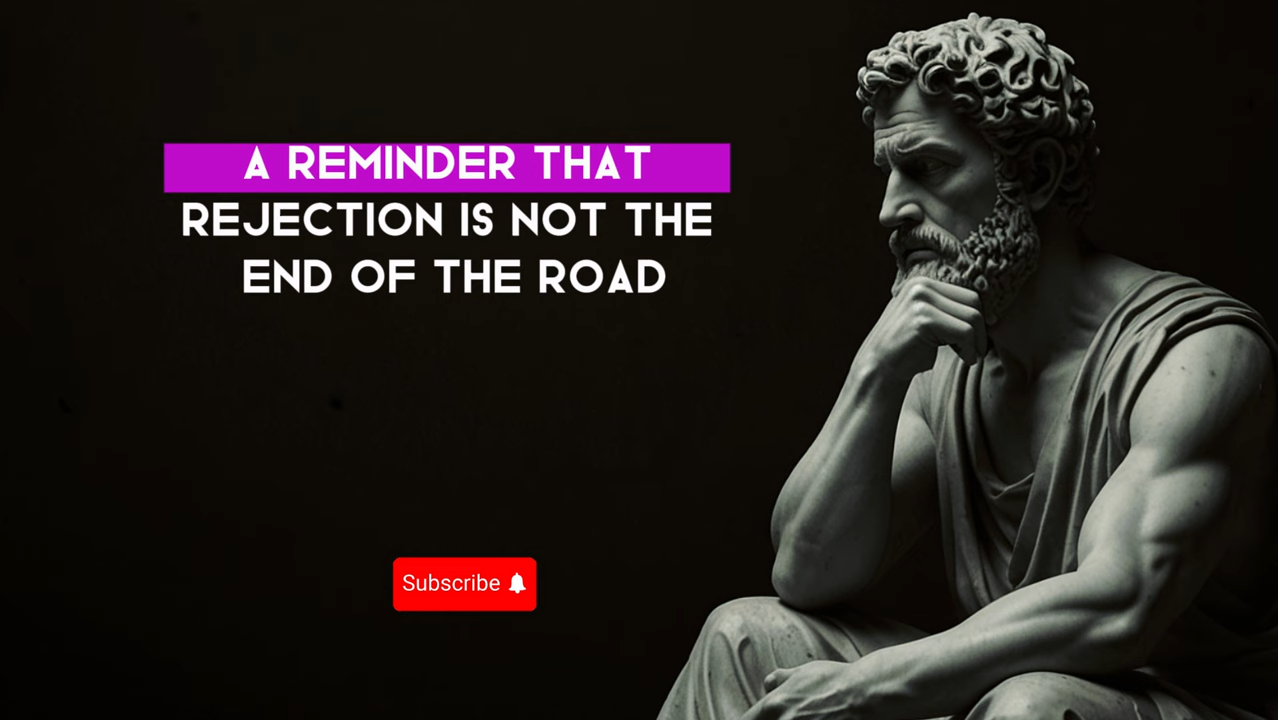 A REMINDER THAT
REJECTION IS NOT THE
END OF THE ROAD
Subscribe